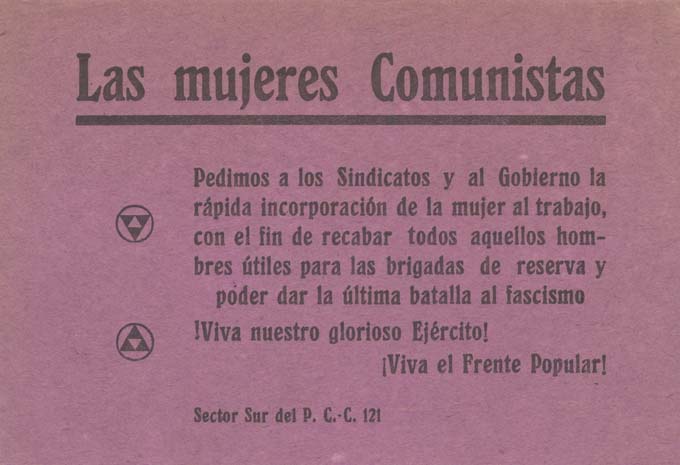 Las mujeres Comunistas
Pedimos a los Sindicatos y al Gobierno la
rápida incorporación de la mujer al trabajo,
con el fin de recabar todos aquellos hom-
bres útiles para las brigadas de reserva y
poder dar la última batalla al fascismo
!Viva nuestro glorioso Ejército!
¡Viva el Frente Popular!
Sector Sur del P. C.-C. 121